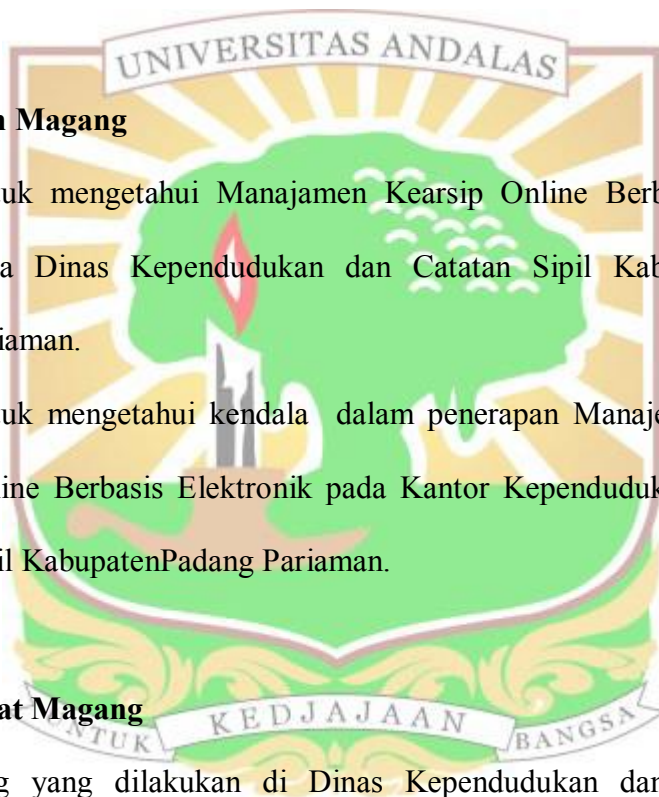 UNIVERSITAS ANDALAS
Magang
uk mengetahui Manajamen Kearsip Online Berb
a Dinas Kependudukan dan Catatan Sipil Kab
iaman.
uk mengetahui kendala dalam penerapan Manaje
line Berbasis Elektronik pada Kantor Kependuduk
il KabupatenPadang Pariaman.
at Magang
UNTUK KEDJAJAAN BANGSA
g yang dilakukan di Dinas Kependudukan dan